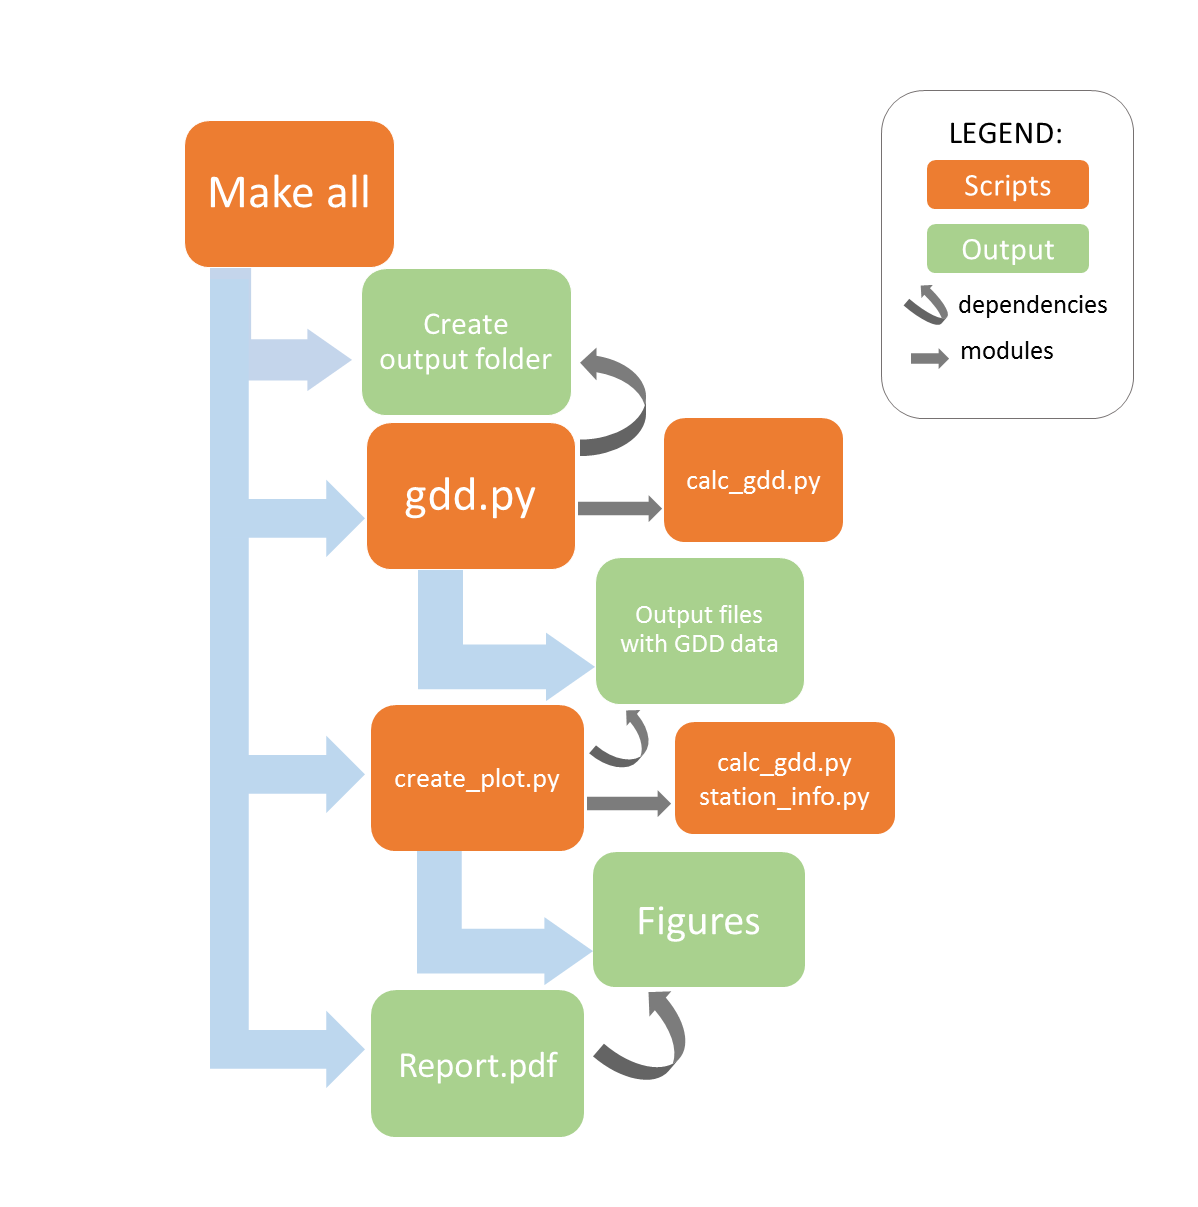 Make all
LEGEND:
Scripts
Output
dependencies
modules
Create
output folder
gdd.py
calc_gdd.py
Output files
with GDD data
create_plot.py
calc_gdd.py
station_info.py
Figures
Report.pdf